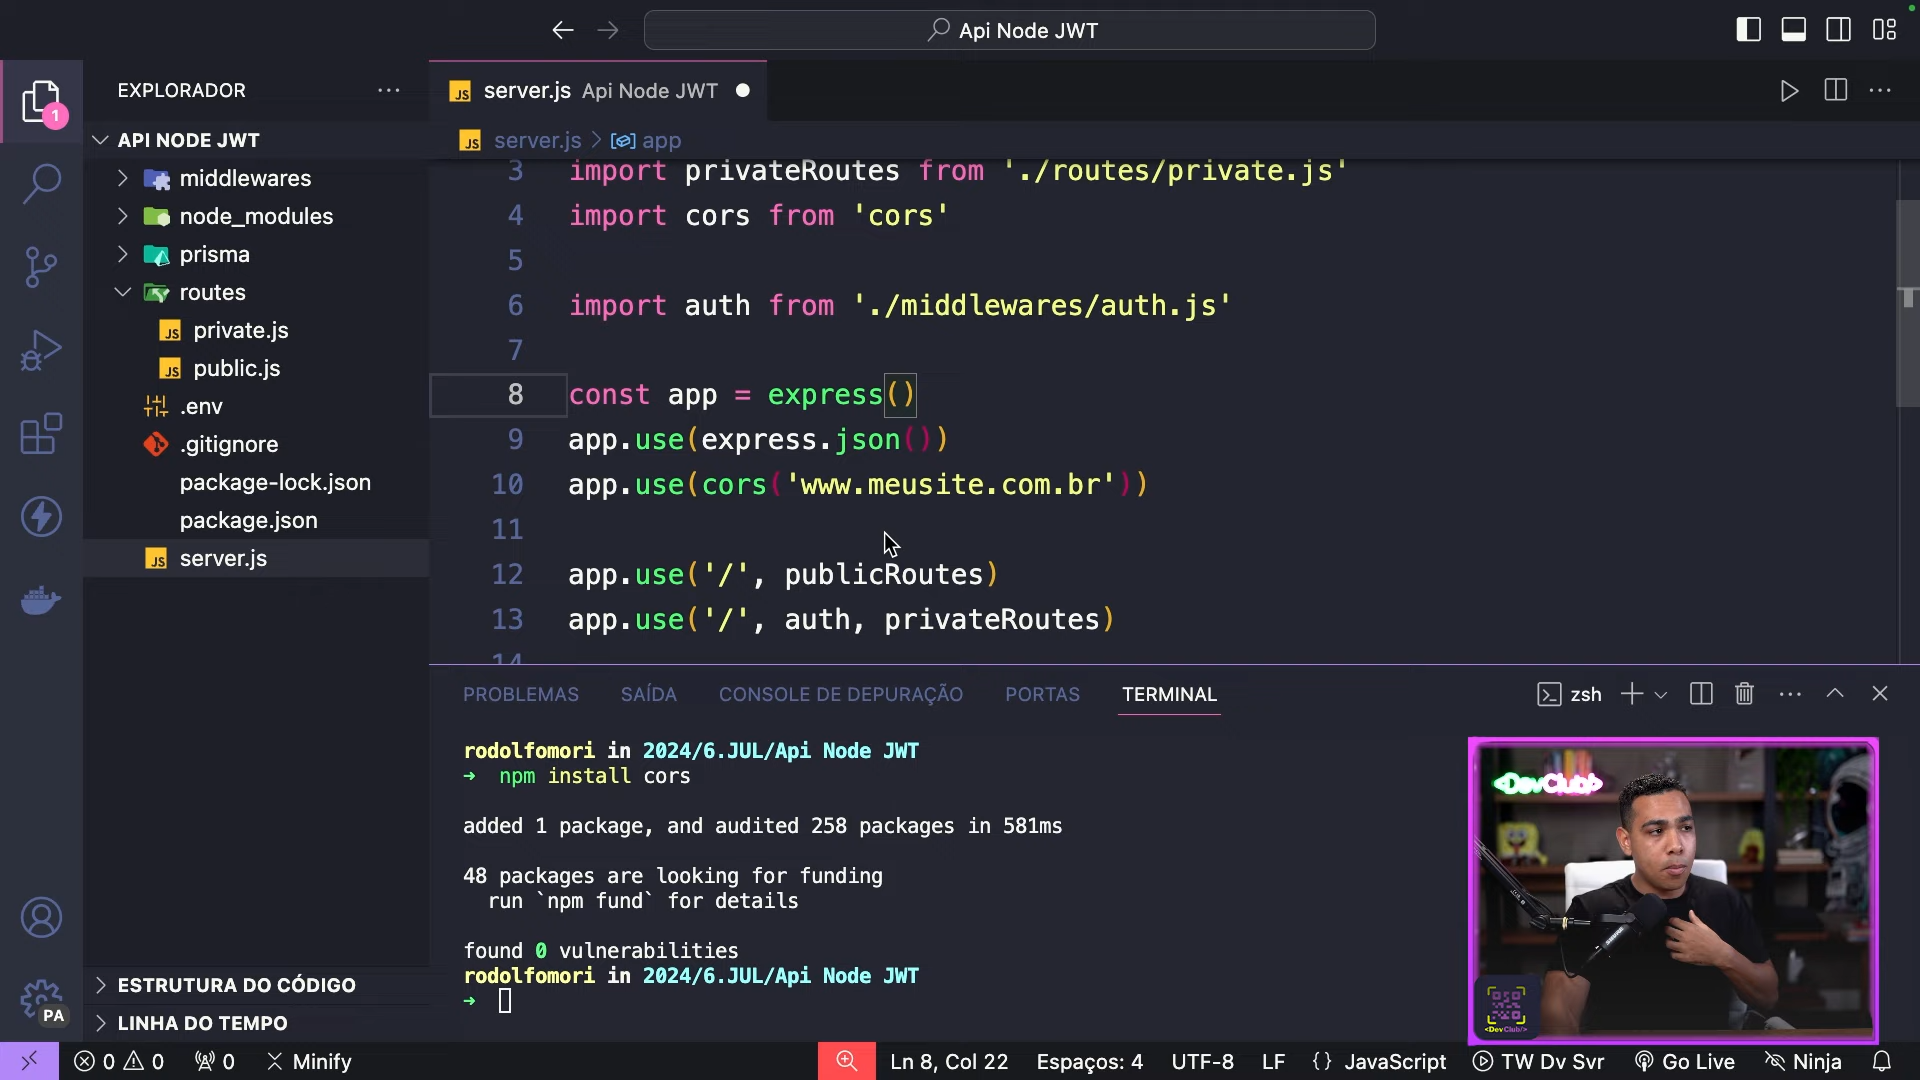 Api Node JWT
EXPLORADOR
server.js Api Node JWT
1
API NODE JWT
server.js > app
middlewares
node_modules
prisma
routes
private.js
public.js
.env
.gitignore
package-lock.json
package.json
server.js
3 import privateRoutes from './routes/private.js'
4 import cors from 'cors'
5
6 import auth from './middlewares/auth.js'
7
8 const app = express()
9 app.use(express.json())
10 app.use(cors('www.meusite.com.br'))
11
12 app.use('/', publicRoutes)
13 app.use('/', auth, privateRoutes)
14
PROBLEMAS SAÍDA CONSOLE DE DEPURAÇÃO PORTAS TERMINAL zsh
rodolfomori in 2024/6.JUL/Api Node JWT
→ npm install cors
added 1 package, and audited 258 packages in 581ms
48 packages are looking for funding
run `npm fund` for details
found 0 vulnerabilities
rodolfomori in 2024/6.JUL/Api Node JWT
→
<DevClub/>
<DevClub/>
ESTRUTURA DO CÓDIGO
LINHA DO TEMPO
PA
0 0 0 Minify Ln 8, Col 22 Espaços: 4 UTF-8 LF {} JavaScript TW Dv Svr Go Live Ninja